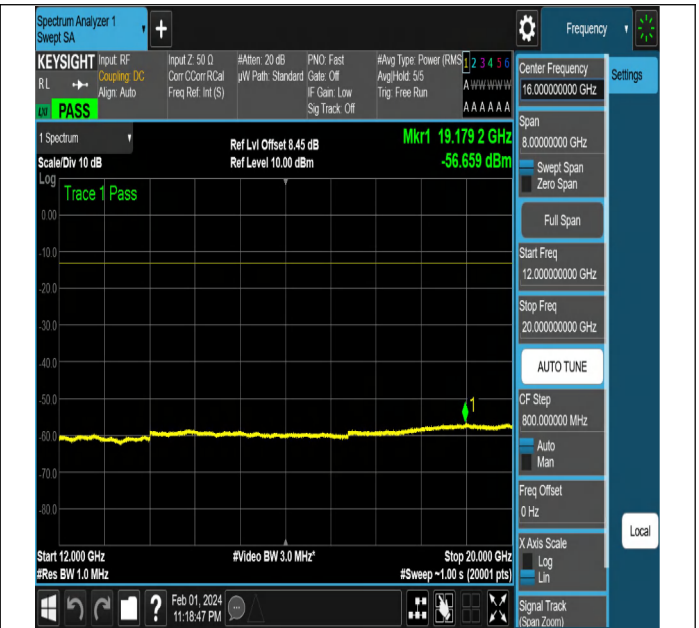 Spectrum Analyzer 1
Swept SA
+
Frequency
KEYSIGHT
RL
LXI
PASS
Input: RF
Coupling: DC
Align: Auto
Input Z: 50 Ω
Corr CCorr RCal
Freq Ref: Int (S)
#Atten: 20 dB
µW Path: Standard
PNO: Fast
Gate: Off
IF Gain: Low
Sig Track: Off
#Avg Type: Power (RMS
Avg|Hold: 5/5
Trig: Free Run
1 2 3 4 5 6
A W W W W W
A A A A A A
1 Spectrum
Scale/Div 10 dB
Ref Lvl Offset 8.45 dB
Ref Level 10.00 dBm
Mkr1 19.179 2 GHz
-56.659 dBm
Log
Trace 1 Pass
0.00
-10.0
-20.0
-30.0
-40.0
-50.0
-60.0
-70.0
-80.0
1
Start 12.000 GHz
#Res BW 1.0 MHz
#Video BW 3.0 MHz*
Stop 20.000 GHz
#Sweep ~1.00 s (20001 pts)
?
Feb 01, 2024
11:18:47 PM
Center Frequency
16.000000000 GHz
Settings
Span
8.00000000 GHz
Swept Span
Zero Span
Full Span
Start Freq
12.000000000 GHz
Stop Freq
20.000000000 GHz
AUTO TUNE
CF Step
800.000000 MHz
Auto
Man
Freq Offset
0 Hz
X Axis Scale
Log
Lin
Local
Signal Track
(Span Zoom)